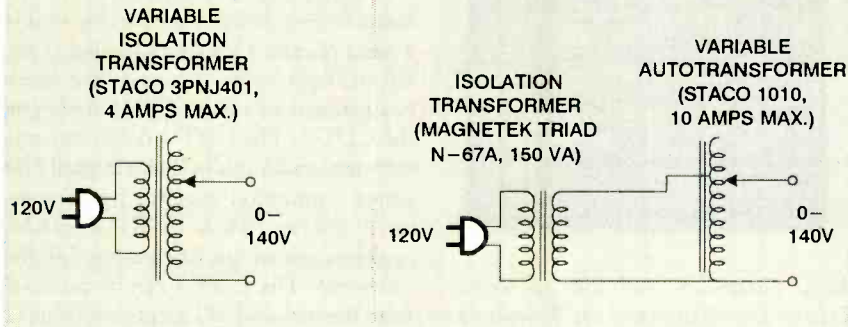 VARIABLE
ISOLATION
TRANSFORMER
(STACO 3PNJ401,
4 AMPS MAX.)
120V
0–
140V
ISOLATION
TRANSFORMER
(MAGNETEK TRIAD
N–67A, 150 VA)
120V
VARIABLE
AUTOTRANSFORMER
(STACO 1010,
10 AMPS MAX.)
0–
140V